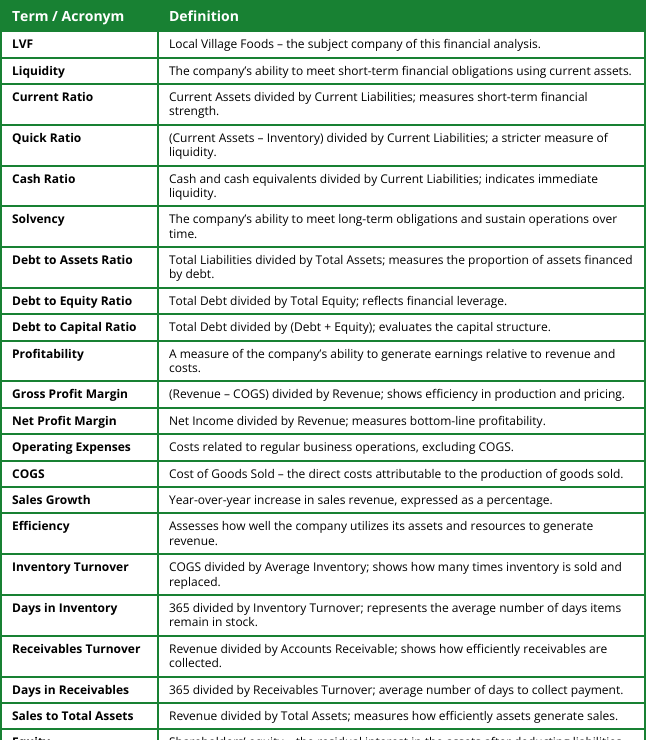 Term / Acronym Definition
LVF Local Village Foods – the subject company of this financial analysis.
Liquidity The company’s ability to meet short-term financial obligations using current assets.
Current Ratio Current Assets divided by Current Liabilities; measures short-term financial
strength.
Quick Ratio (Current Assets – Inventory) divided by Current Liabilities; a stricter measure of
liquidity.
Cash Ratio Cash and cash equivalents divided by Current Liabilities; indicates immediate
liquidity.
Solvency The company’s ability to meet long-term obligations and sustain operations over
time.
Debt to Assets Ratio Total Liabilities divided by Total Assets; measures the proportion of assets financed
by debt.
Debt to Equity Ratio Total Debt divided by Total Equity; reflects financial leverage.
Debt to Capital Ratio Total Debt divided by (Debt + Equity); evaluates the capital structure.
Profitability A measure of the company’s ability to generate earnings relative to revenue and
costs.
Gross Profit Margin (Revenue – COGS) divided by Revenue; shows efficiency in production and pricing.
Net Profit Margin Net Income divided by Revenue; measures bottom-line profitability.
Operating Expenses Costs related to regular business operations, excluding COGS.
COGS Cost of Goods Sold – the direct costs attributable to the production of goods sold.
Sales Growth Year-over-year increase in sales revenue, expressed as a percentage.
Efficiency Assesses how well the company utilizes its assets and resources to generate
revenue.
Inventory Turnover COGS divided by Average Inventory; shows how many times inventory is sold and
replaced.
Days in Inventory 365 divided by Inventory Turnover; represents the average number of days items
remain in stock.
Receivables Turnover Revenue divided by Accounts Receivable; shows how efficiently receivables are
collected.
Days in Receivables 365 divided by Receivables Turnover; average number of days to collect payment.
Sales to Total Assets Revenue divided by Total Assets; measures how efficiently assets generate sales.